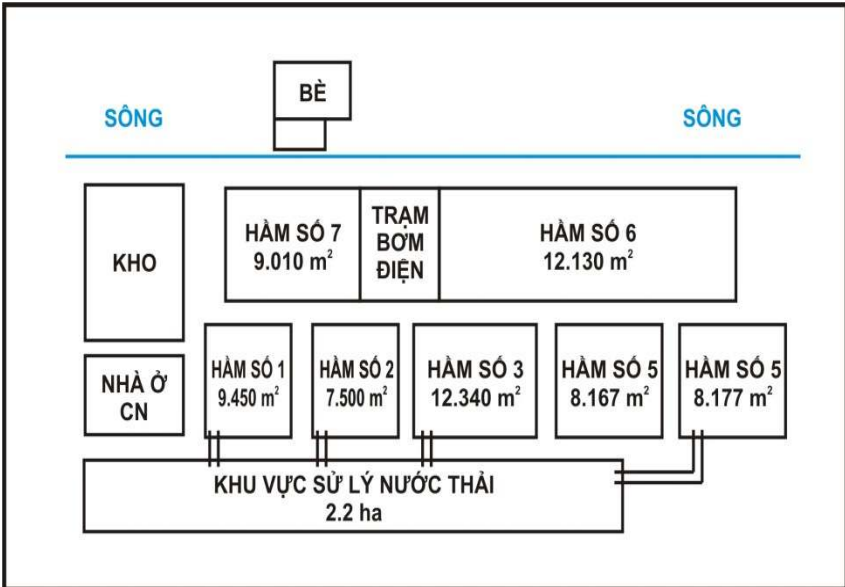 BÈ
SÔNG
SÔNG
KHO
HẦM SỐ 7
9.010 m²
TRẠM
BƠM
ĐIỆN
HẦM SỐ 6
12.130 m²
NHÀ Ở
CN
HẦM SỐ 1
9.450 m²
HẦM SỐ 2
7.500 m²
HẦM SỐ 3
12.340 m²
HẦM SỐ 5
8.167 m²
HẦM SỐ 5
8.177 m²
KHU VỰC SỬ LÝ NƯỚC THẢI
2.2 ha